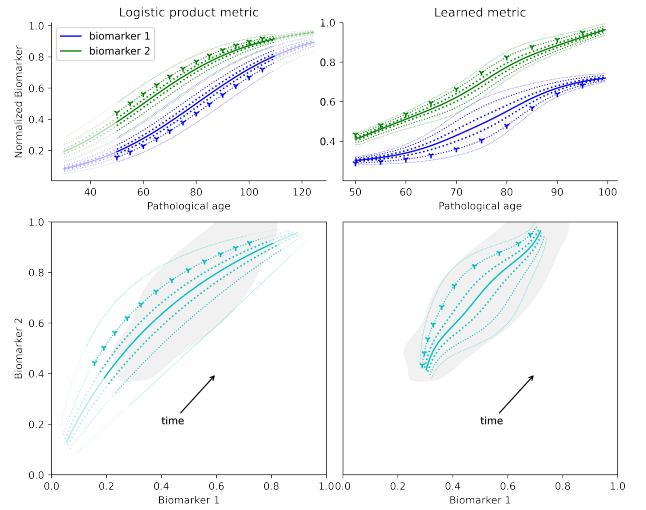 Logistic product metric
Learned metric
Normalized Biomarker
1.0
0.8
0.6
0.4
0.2
biomarker 1
biomarker 2
40 60 80 100 120
Pathological age
1.0
0.8
0.6
0.4
50 60 70 80 90 100
Pathological age
Biomarker 2
1.0
0.8
0.6
0.4
0.2
0.0
time
0.0 0.2 0.4 0.6 0.8 1.0
Biomarker 1
time
0.0 0.2 0.4 0.6 0.8 1.0
Biomarker 1